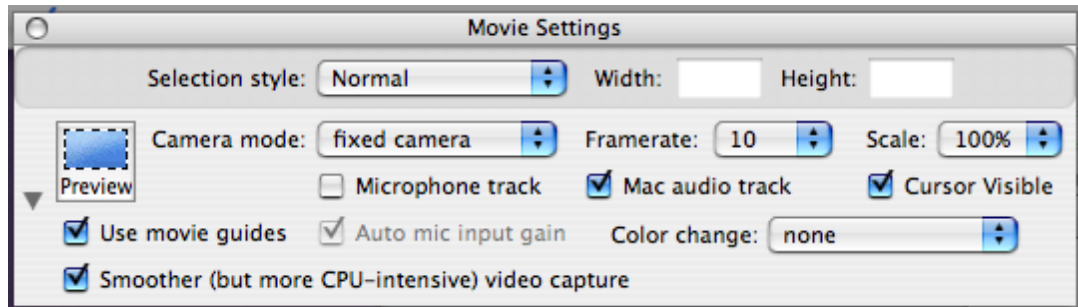 Movie Settings
Selection style: Normal Width: Height:
Camera mode: fixed camera Framerate: 10 Scale: 100%
Preview Microphone track Mac audio track Cursor Visible
Use movie guides Auto mic input gain Color change: none
Smoother (but more CPU-intensive) video capture